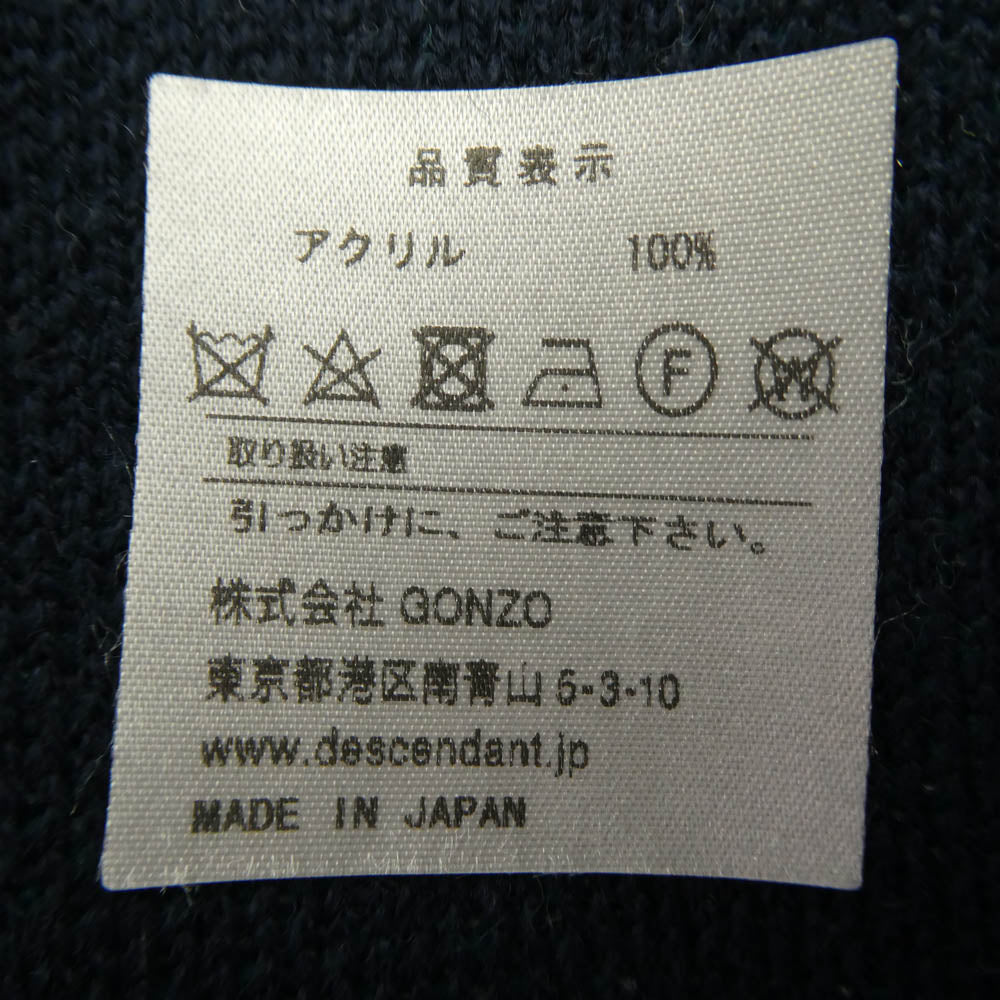 品質表示
アクリル 100%
F W
取り扱い注意
引っかけに、ご注意下さい。
株式会社 GONZO
東京都港区南青山 5-3-10
www.descendant.jp
MADE IN JAPAN